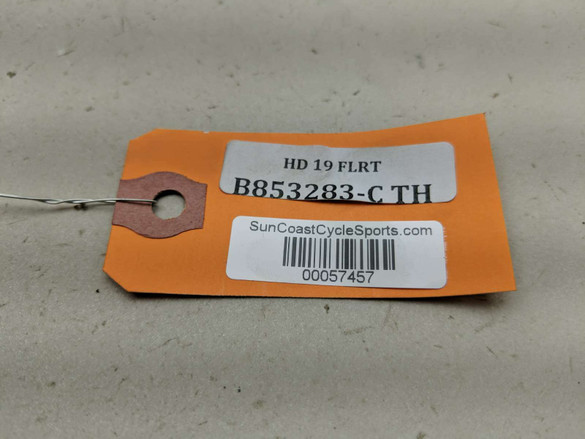 HD 19 FLRT
B853283-C TH
SunCoastCycleSports.com
00057457